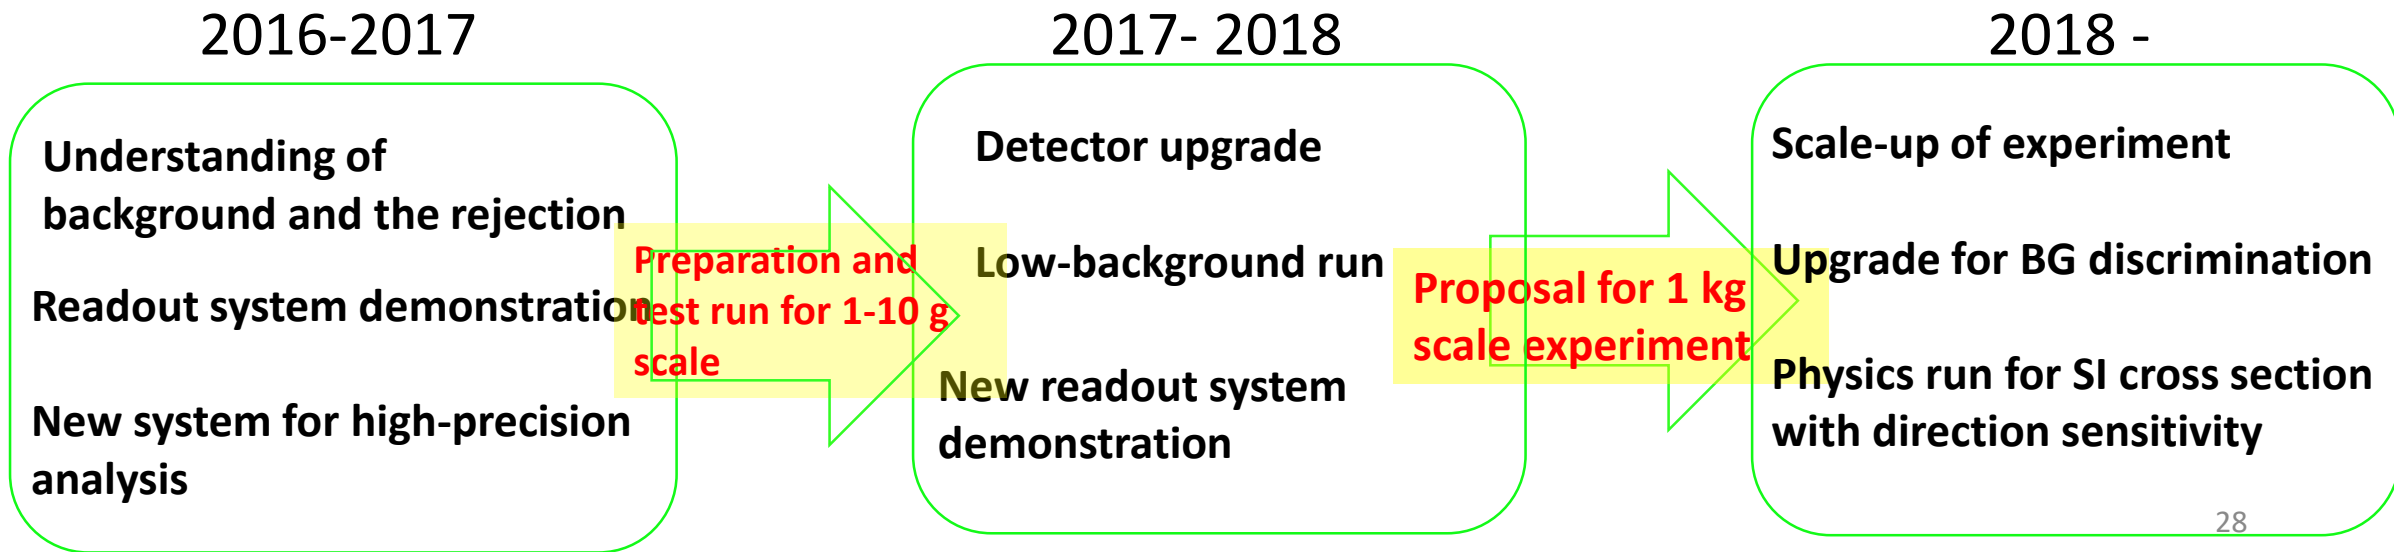 2016-2017
Understanding of
background and the rejection
Readout system demonstration
New system for high-precision
analysis
Preparation and
test run for 1-10 g
scale
2017- 2018
Detector upgrade
Low-background run
New readout system
demonstration
Proposal for 1 kg
scale experiment
2018 -
Scale-up of experiment
Upgrade for BG discrimination
Physics run for SI cross section
with direction sensitivity
28